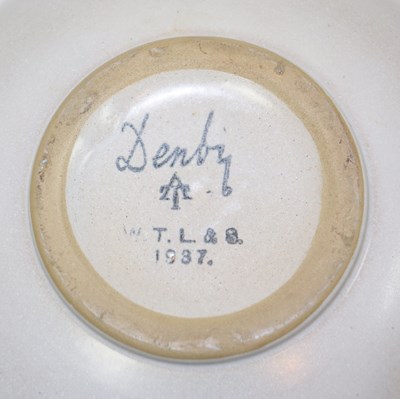 Denby
W. T. L. & S.
1937.